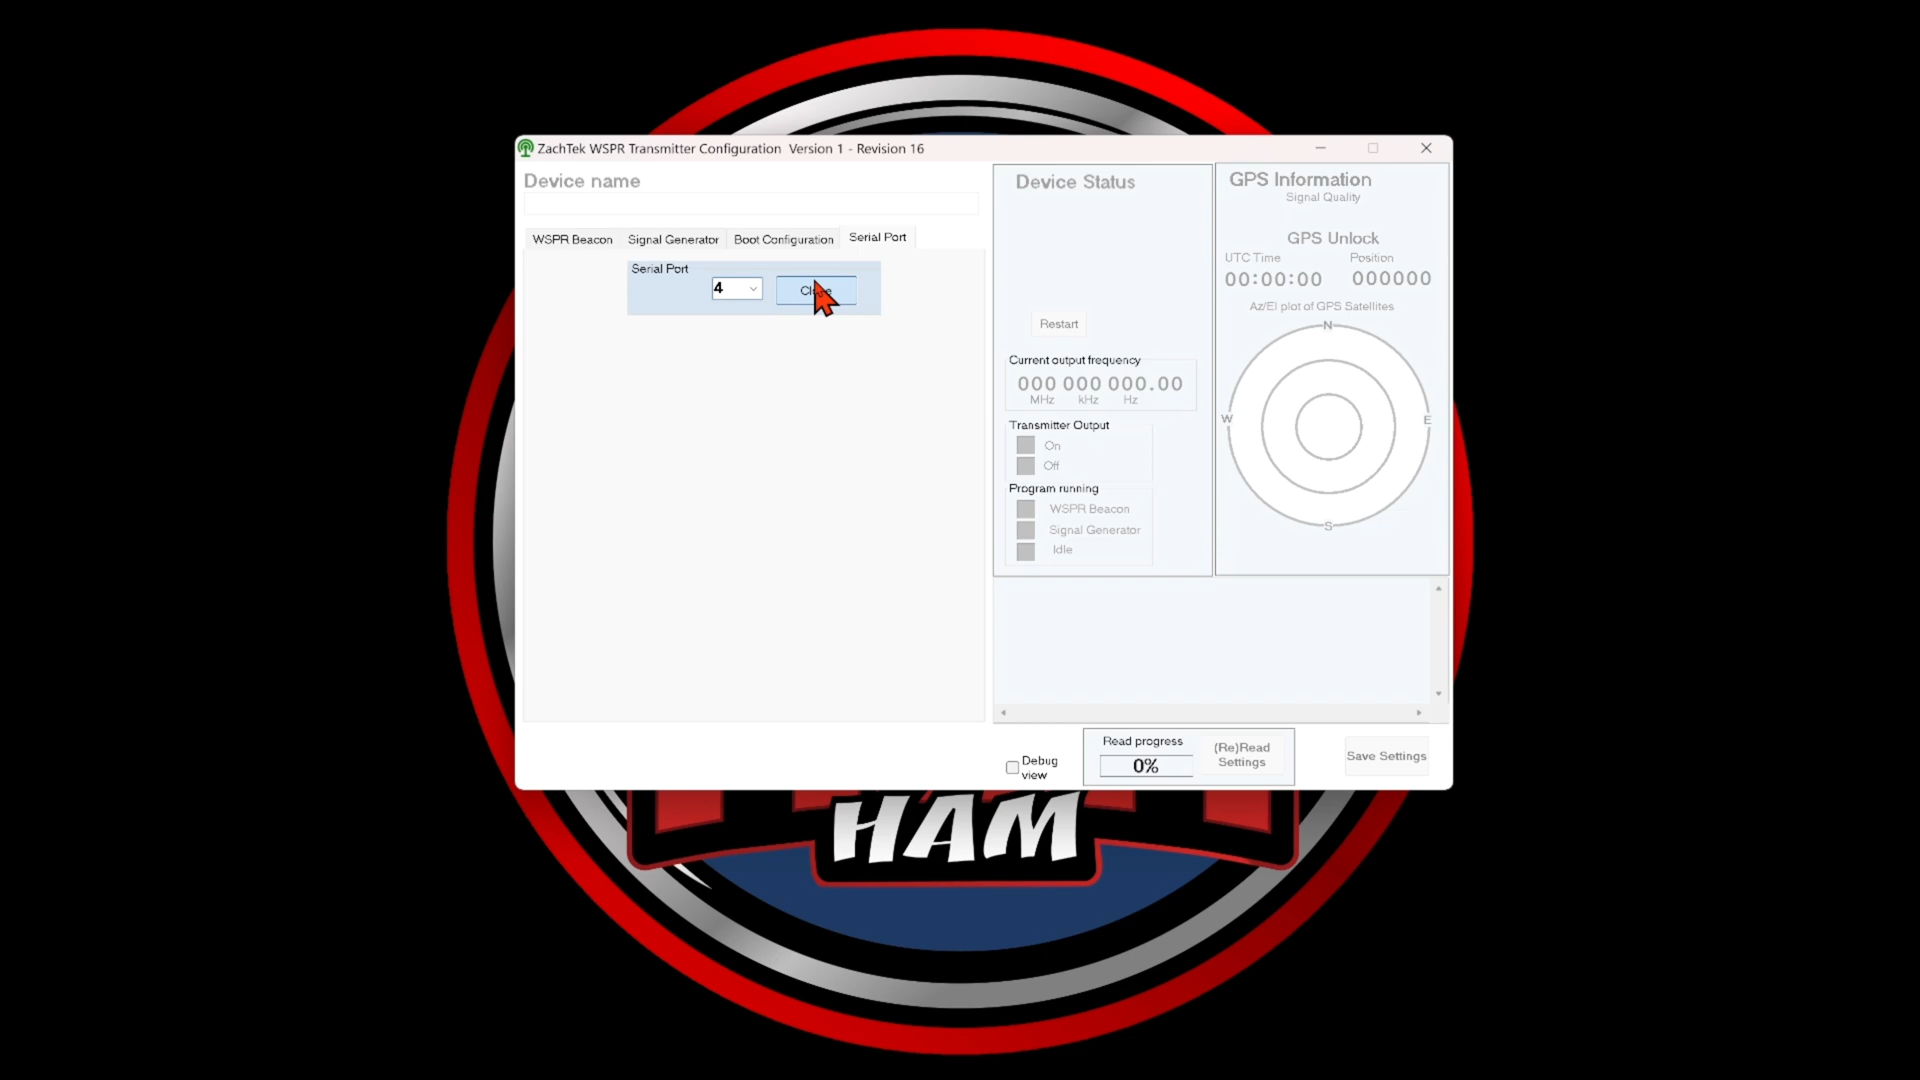 ZachTek WSPR Transmitter Configuration Version 1 - Revision 16
Device name
WSPR Beacon
Signal Generator
Boot Configuration
Serial Port
Serial Port
4
Device Status
Restart
Current output frequency
000 000 000.00
MHz kHz Hz
Transmitter Output
On
Off
Program running
WSPR Beacon
Signal Generator
Idle
GPS Information
Signal Quality
GPS Unlock
UTC Time Position
00:00:00 000000
Az/El plot of GPS Satellites
N
W E
S
Debug
view
Read progress
0%
(Re)Read
Settings
Save Settings
HAM